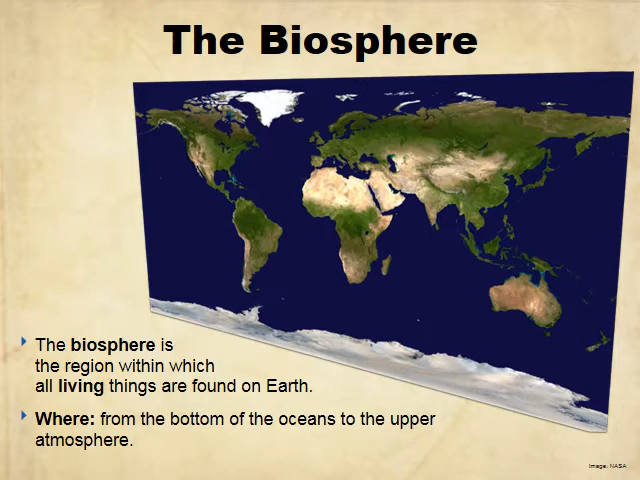 The Biosphere
The biosphere is
the region within which
all living things are found on Earth.
Where: from the bottom of the oceans to the upper
atmosphere.
Image. NASA